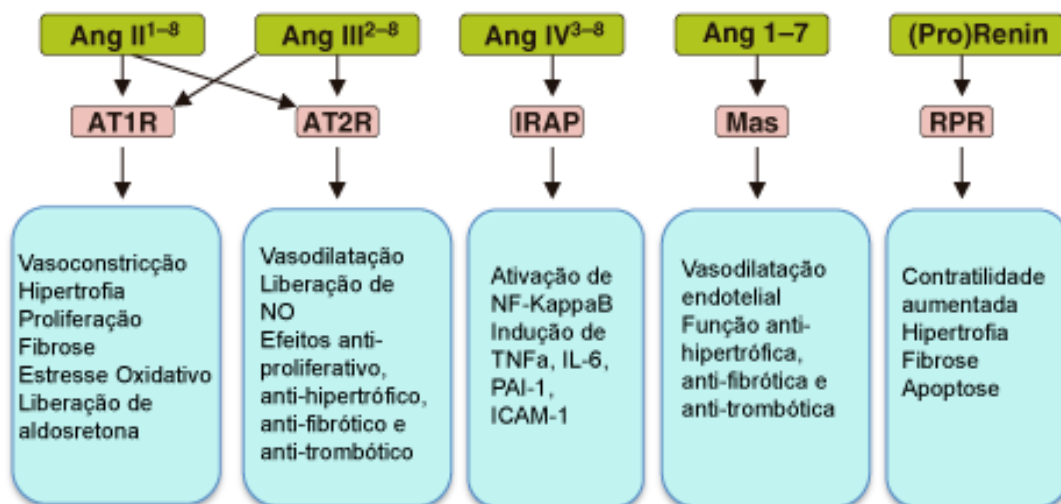 Ang II¹⁻⁸
Ang III²⁻⁸
Ang IV³⁻⁸
Ang 1–7
(Pro)Renin
AT1R
AT2R
IRAP
Mas
RPR
Vasoconstricção
Hipertrofia
Proliferação
Fibrose
Estresse Oxidativo
Liberação de
aldosretona
Vasodilatação
Liberação de
NO
Efeitos anti-
proliferativo,
anti-hipertrófico,
anti-fibrótico e
anti-trombótico
Ativação de
NF-KappaB
Indução de
TNFa, IL-6,
PAI-1,
ICAM-1
Vasodilatação
endotelial
Função anti-
hipertrófica,
anti-fibrótica e
anti-trombótica
Contratilidade
aumentada
Hipertrofia
Fibrose
Apoptose